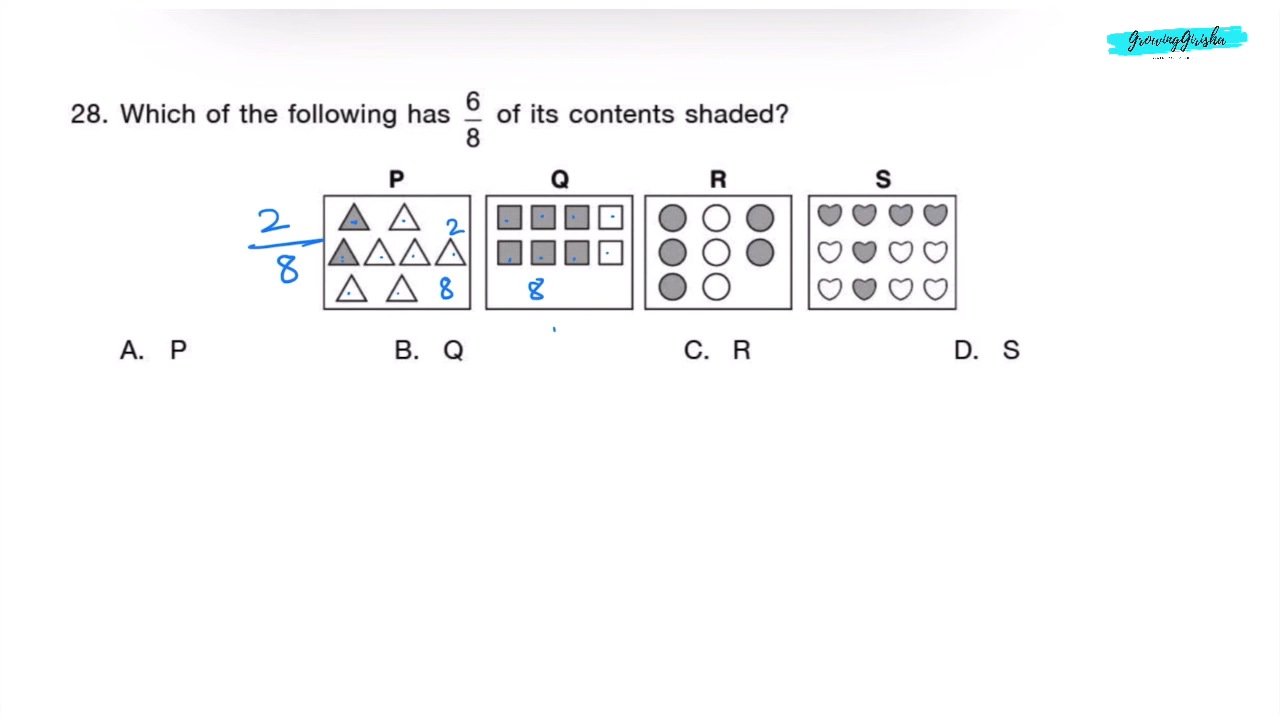 GrowingGirisha
28. Which of the following has 6/8 of its contents shaded?
P Q R S
2/8
2
8
8
A. P B. Q C. R D. S